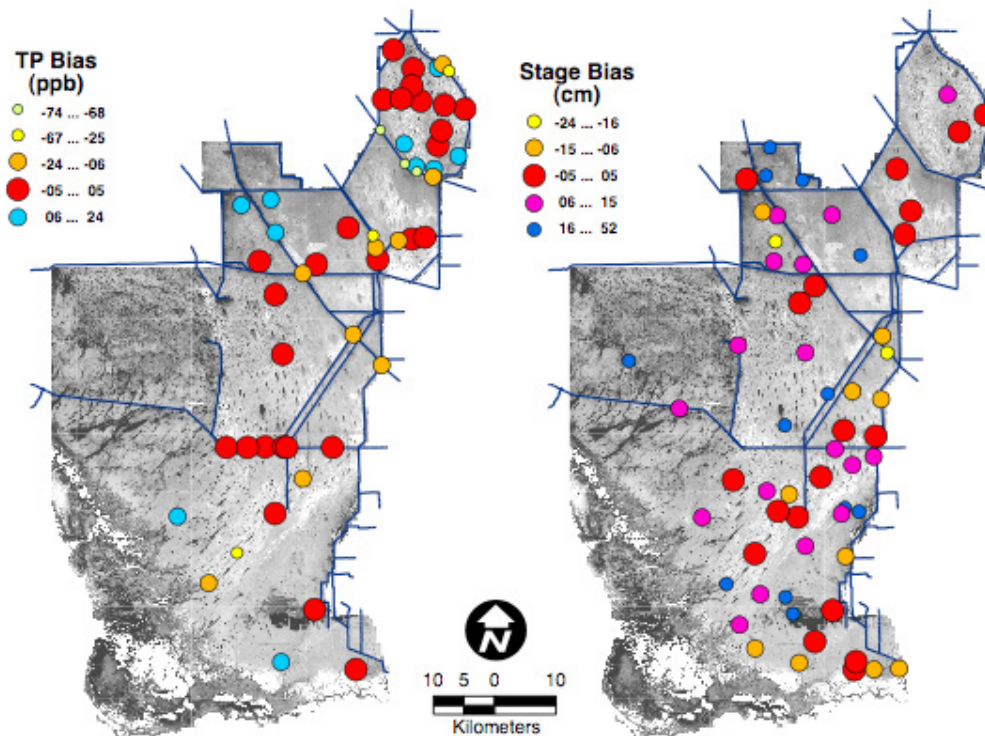 TP Bias
(ppb)
-74 ... -68
-67 ... -25
-24 ... -06
-05 ... 05
06 ... 24
Stage Bias
(cm)
-24 ... -16
-15 ... -06
-05 ... 05
06 ... 15
16 ... 52
N
10 5 0 10
Kilometers